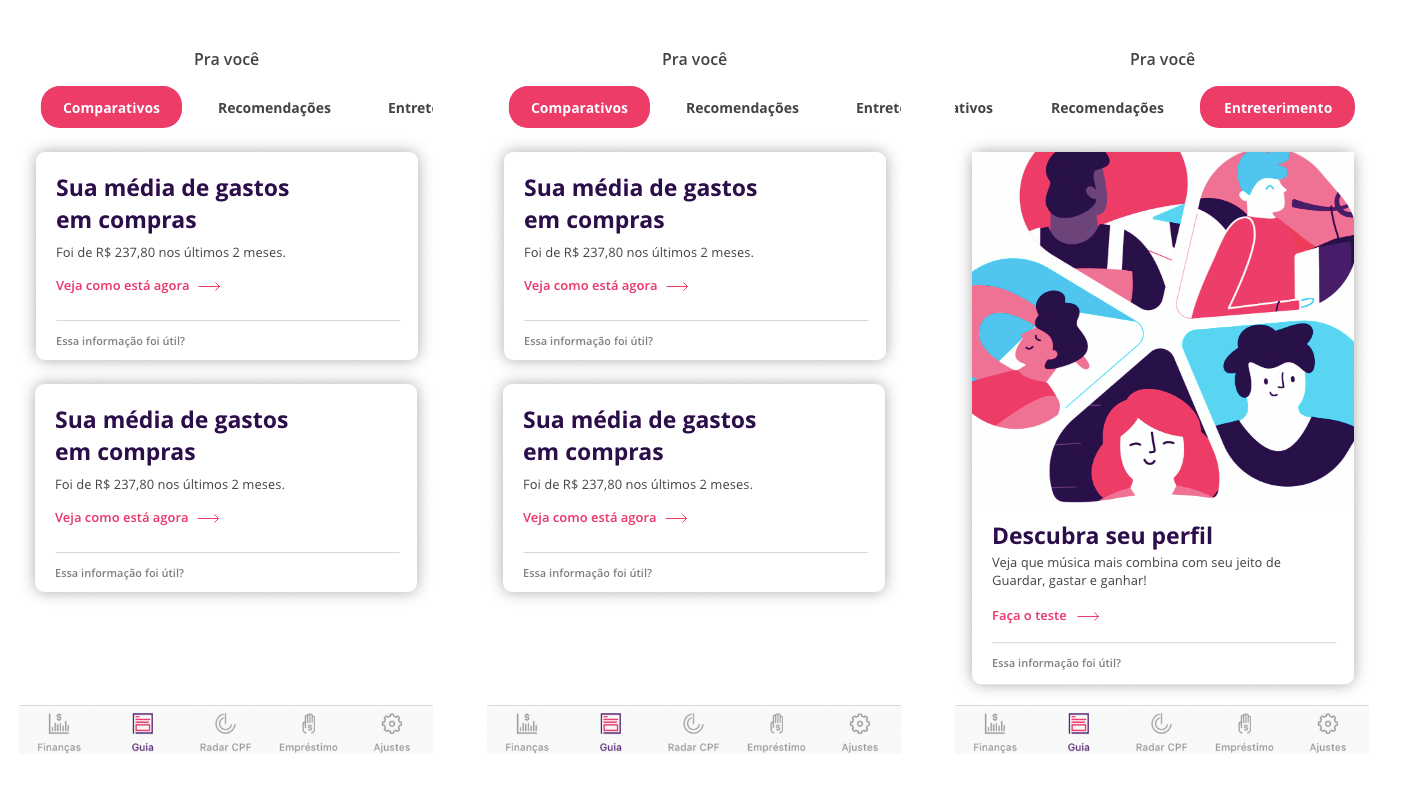 Pra você
Comparativos Recomendações Entrete
Sua média de gastos
em compras
Foi de R$ 237,80 nos últimos 2 meses.
Veja como está agora
Essa informação foi útil?
Sua média de gastos
em compras
Foi de R$ 237,80 nos últimos 2 meses.
Veja como está agora
Essa informação foi útil?
Finanças Guia Radar CPF Empréstimo Ajustes
Pra você
Comparativos Recomendações Entrete
Sua média de gastos
em compras
Foi de R$ 237,80 nos últimos 2 meses.
Veja como está agora
Essa informação foi útil?
Sua média de gastos
em compras
Foi de R$ 237,80 nos últimos 2 meses.
Veja como está agora
Essa informação foi útil?
Finanças Guia Radar CPF Empréstimo Ajustes
Pra você
ativos Recomendações Entreterimento
Descubra seu perfil
Veja que música mais combina com seu jeito de
Guardar, gastar e ganhar!
Faça o teste
Essa informação foi útil?
Finanças Guia Radar CPF Empréstimo Ajustes